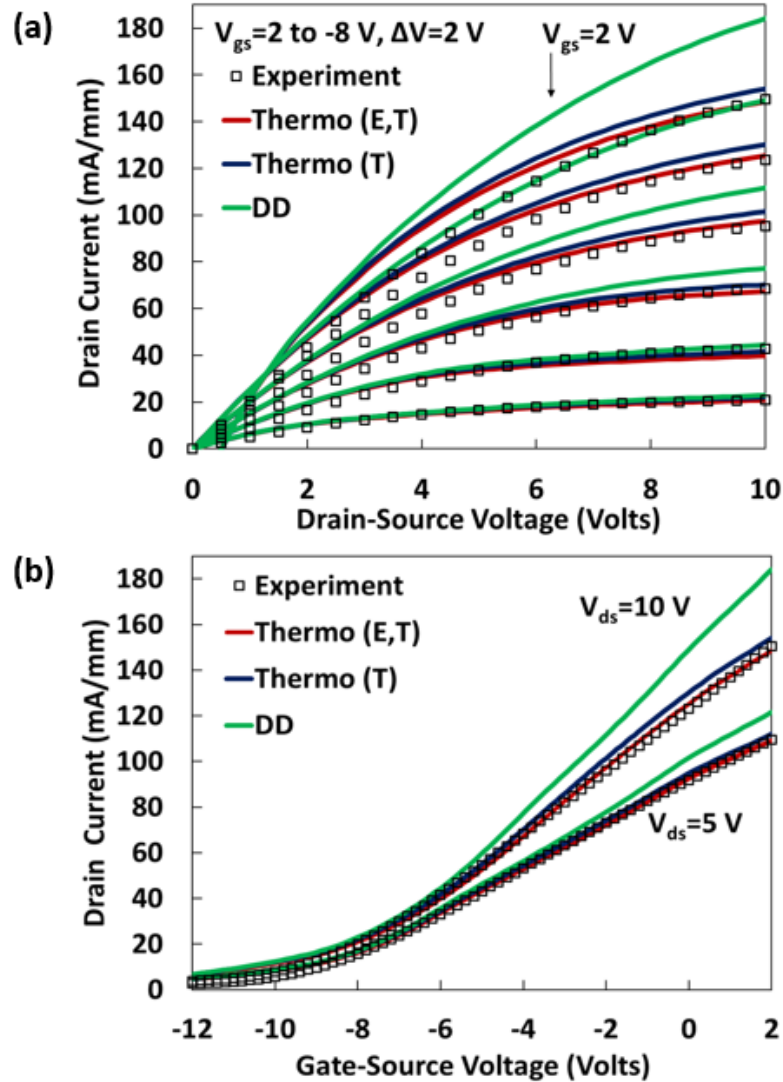 (a)
V_gs=2 to -8 V, ΔV=2 V
V_gs=2 V
Experiment
Thermo (E,T)
Thermo (T)
DD
Drain Current (mA/mm)
180
160
140
120
100
80
60
40
20
0
0 2 4 6 8 10
Drain-Source Voltage (Volts)
(b)
Experiment
Thermo (E,T)
Thermo (T)
DD
V_ds=10 V
V_ds=5 V
Drain Current (mA/mm)
180
160
140
120
100
80
60
40
20
0
-12 -10 -8 -6 -4 -2 0 2
Gate-Source Voltage (Volts)